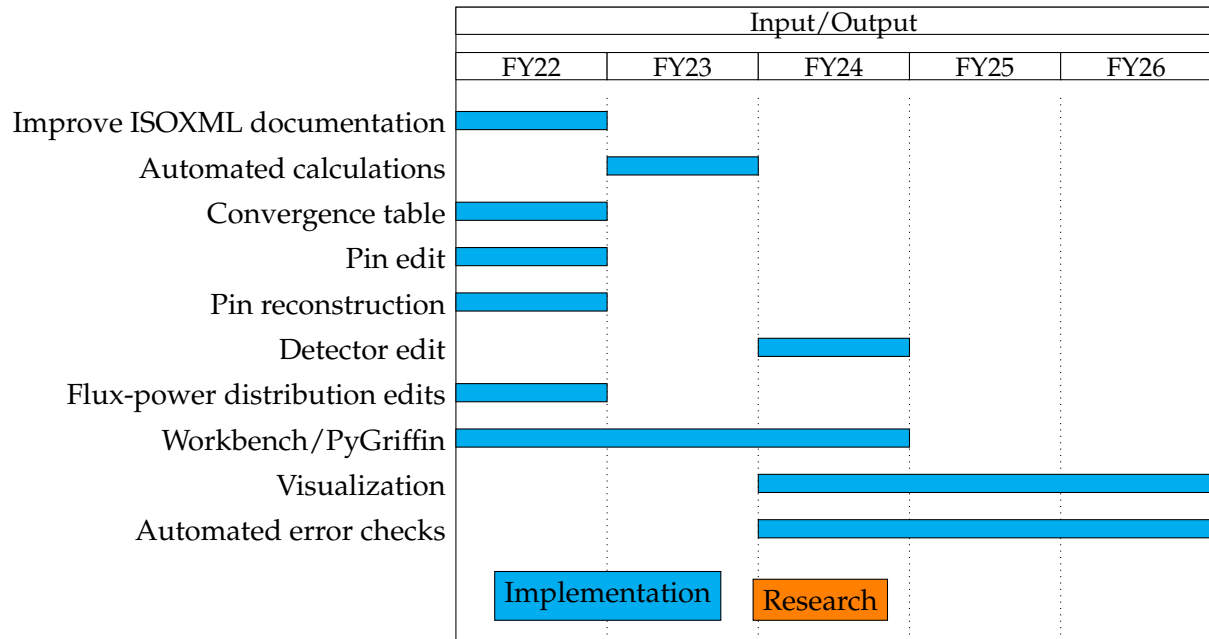 Input/Output
FY22 FY23 FY24 FY25 FY26
Improve ISOXML documentation
Automated calculations
Convergence table
Pin edit
Pin reconstruction
Detector edit
Flux-power distribution edits
Workbench/PyGriffin
Visualization
Automated error checks
Implementation Research